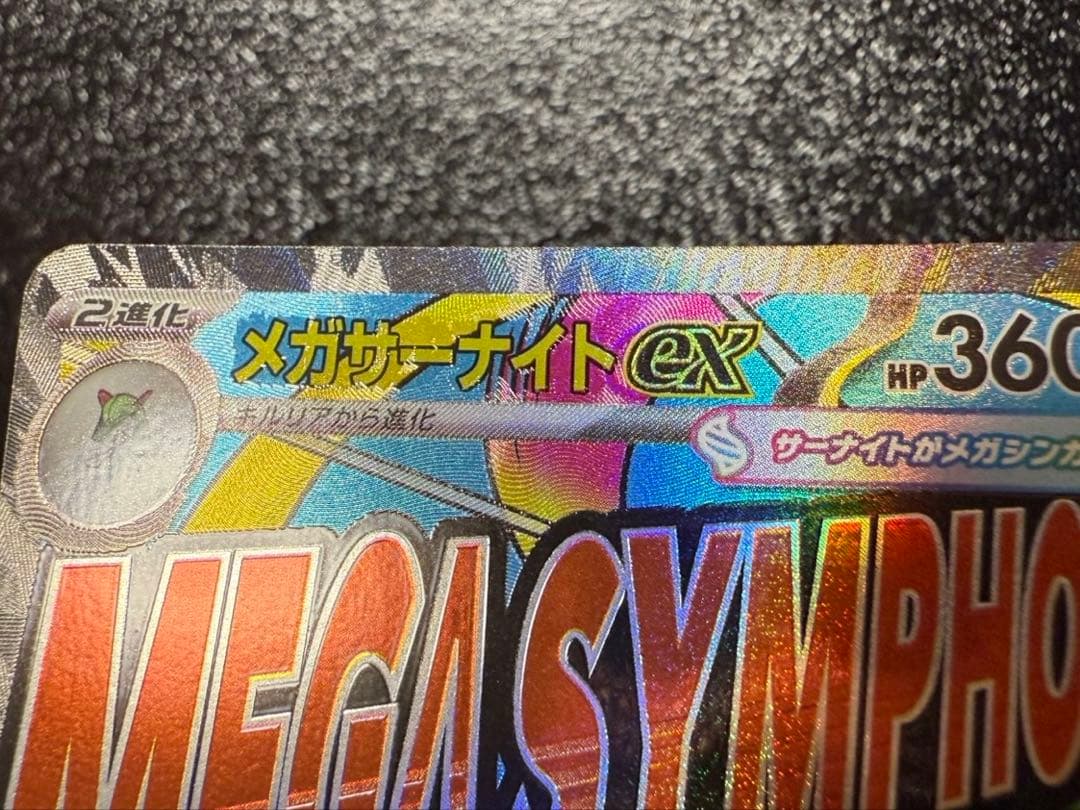 2進化
メガサーナイトex
HP360
キルリアから進化
サーナイトがメガシンカ
MEGA SYMPHO